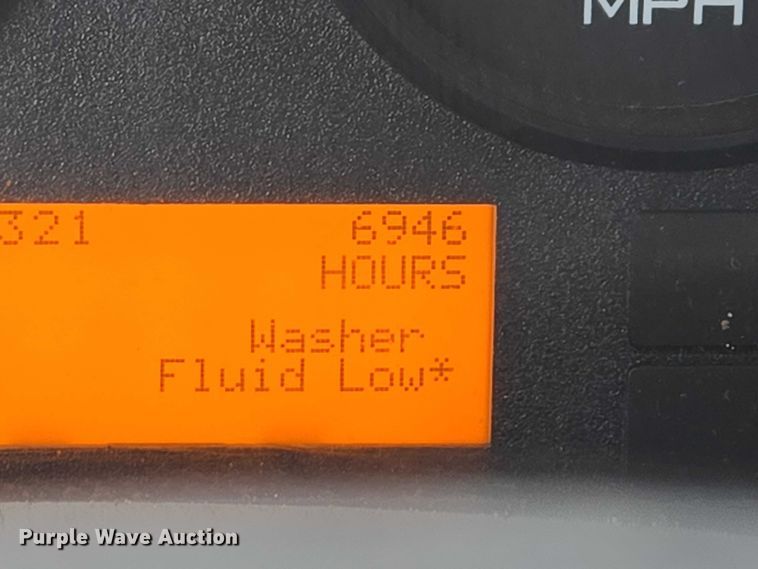 MPH
321 6946
HOURS
Washer
Fluid Low*
Purple Wave Auction